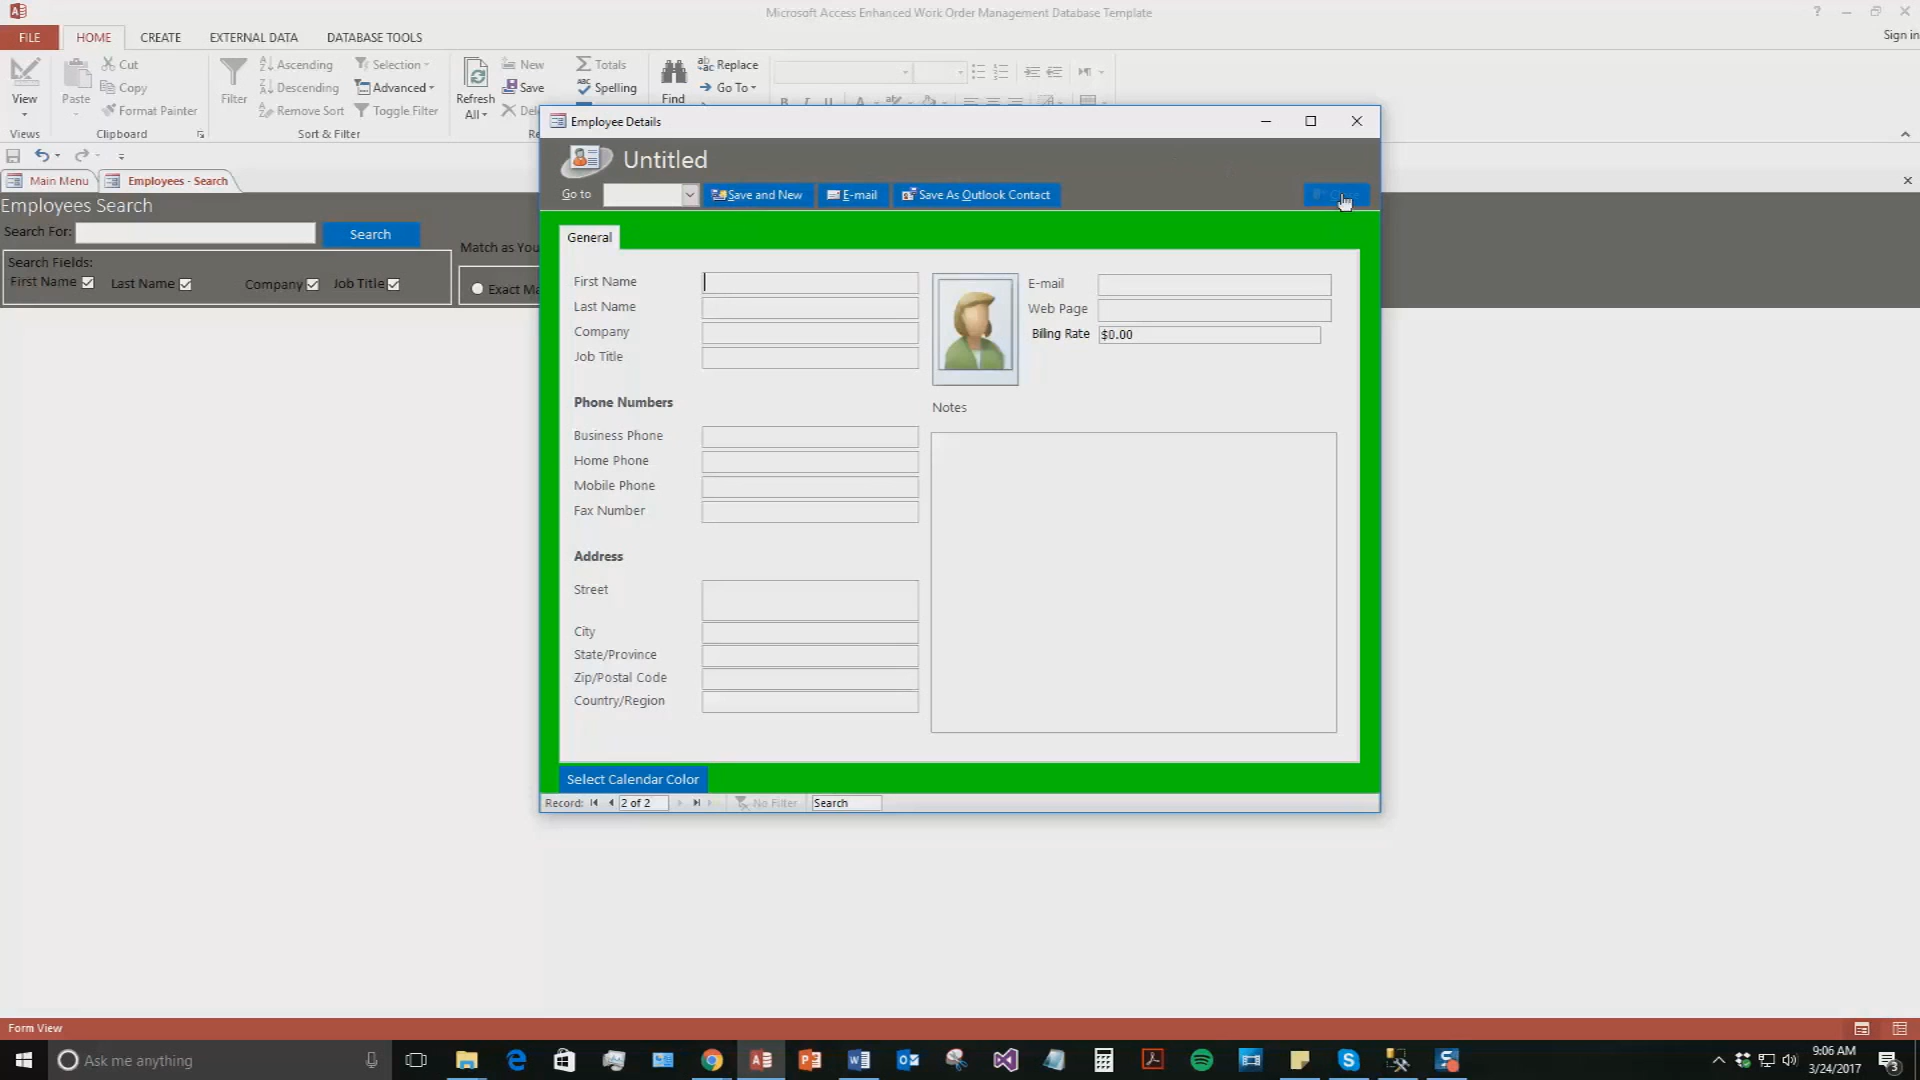 Microsoft Access Enhanced Work Order Management Database Template
?
FILE HOME CREATE EXTERNAL DATA DATABASE TOOLS
Sign in
View
Views
Paste
Cut
Copy
Format Painter
Clipboard
Filter
Ascending
Descending
Remove Sort
Selection
Advanced
Toggle Filter
Sort & Filter
Refresh
All
New
Save
Totals
Spelling
Find
Replace
Go To
Main Menu
Employees - Search
Employees Search
Search For:
Search
Search Fields:
First Name
Last Name
Company
Job Title
Match as You
Exact Ma
Employee Details
Untitled
Go to
Save and New
E-mail
Save As Outlook Contact
General
First Name
Last Name
Company
Job Title
E-mail
Web Page
Billing Rate $0.00
Phone Numbers
Business Phone
Home Phone
Mobile Phone
Fax Number
Notes
Address
Street
City
State/Province
Zip/Postal Code
Country/Region
Select Calendar Color
Record: 2 of 2 No Filter Search
Form View
Ask me anything
9:06 AM
3/24/2017
3